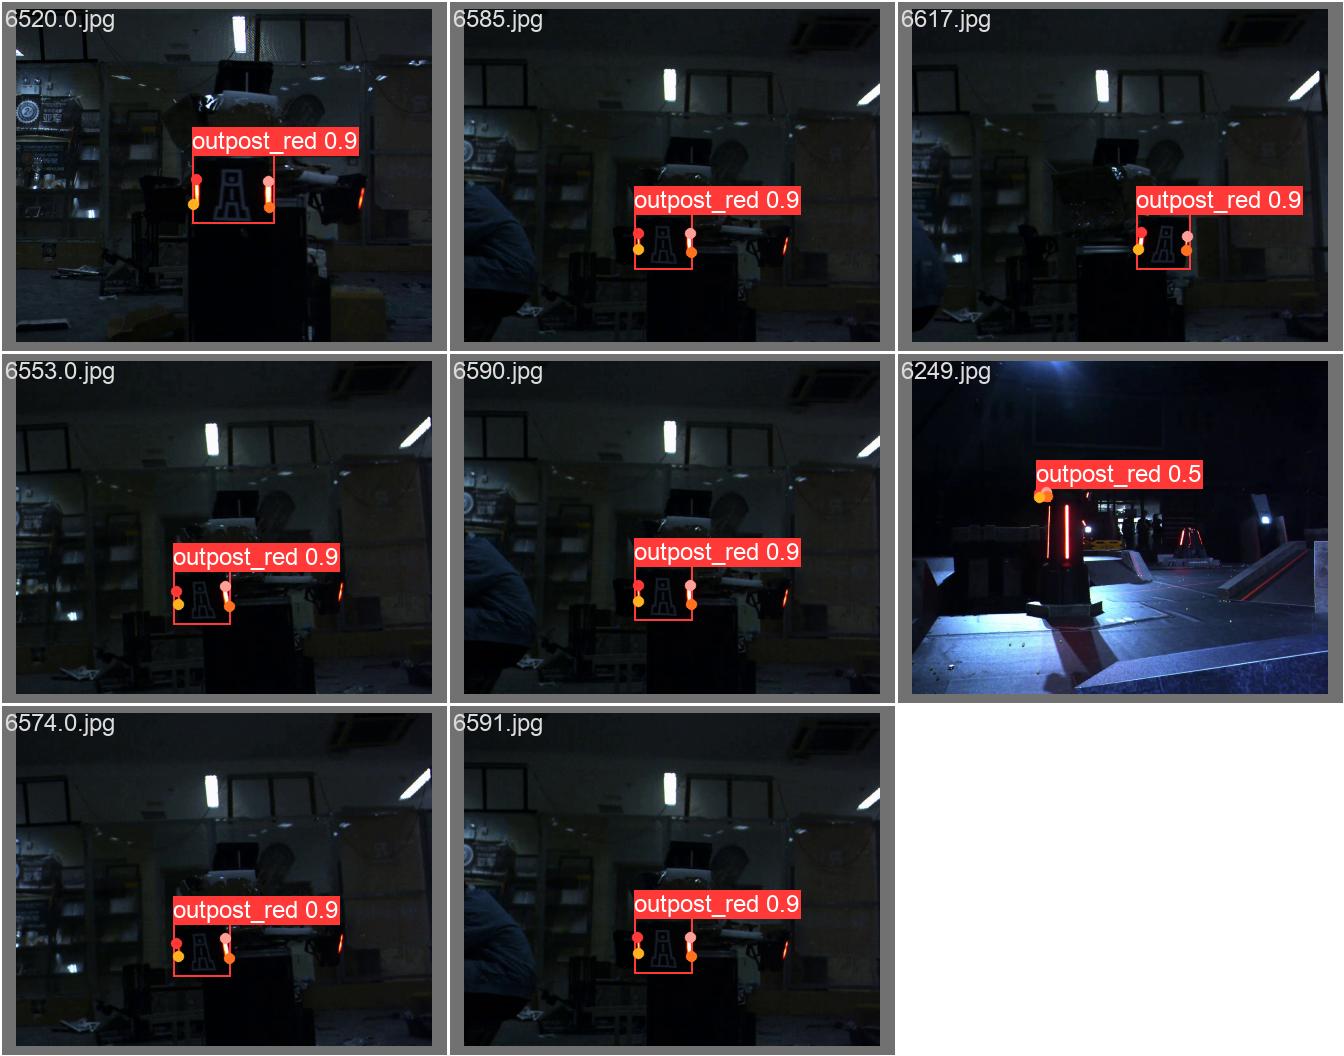 6520.0.jpg
outpost_red 0.9
6585.jpg
outpost_red 0.9
6617.jpg
outpost_red 0.9
6553.0.jpg
outpost_red 0.9
6590.jpg
outpost_red 0.9
6249.jpg
outpost_red 0.5
6574.0.jpg
outpost_red 0.9
6591.jpg
outpost_red 0.9